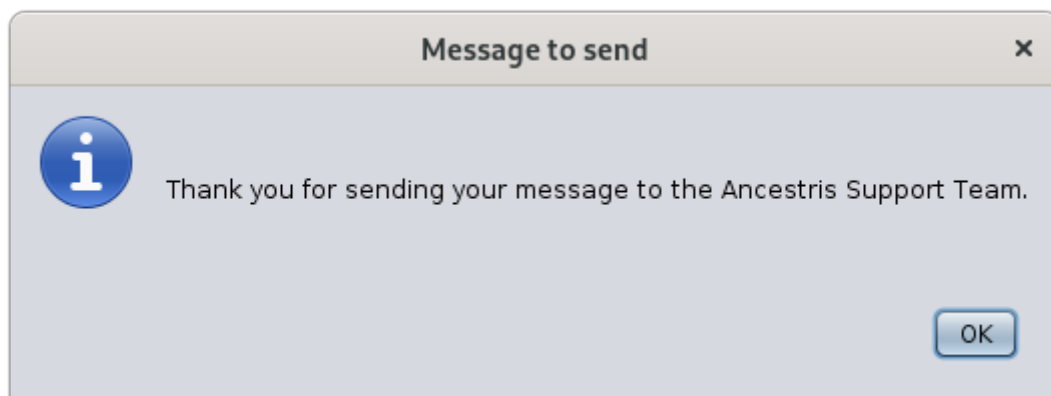 Message to send
Thank you for sending your message to the Ancestris Support Team.
OK